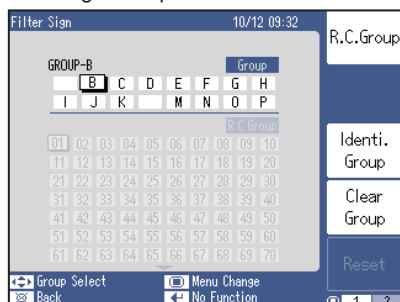 Filter Sign 10/12 09:32
R.C.Group
GROUP-B Group
B C D E F G H
I J K M N O P
R.C.Group
01 02 03 04 05 06 07 08 09 10
11 12 13 14 15 16 17 18 19 20
21 22 23 24 25 26 27 28 29 30
31 32 33 34 35 36 37 38 39 40
41 42 43 44 45 46 47 48 49 50
51 52 53 54 55 56 57 58 59 60
61 62 63 64 65 66 67 68 69 70
Identi.
Group
Clear
Group
Reset
Group Select Menu Change
Back No Function
1 2